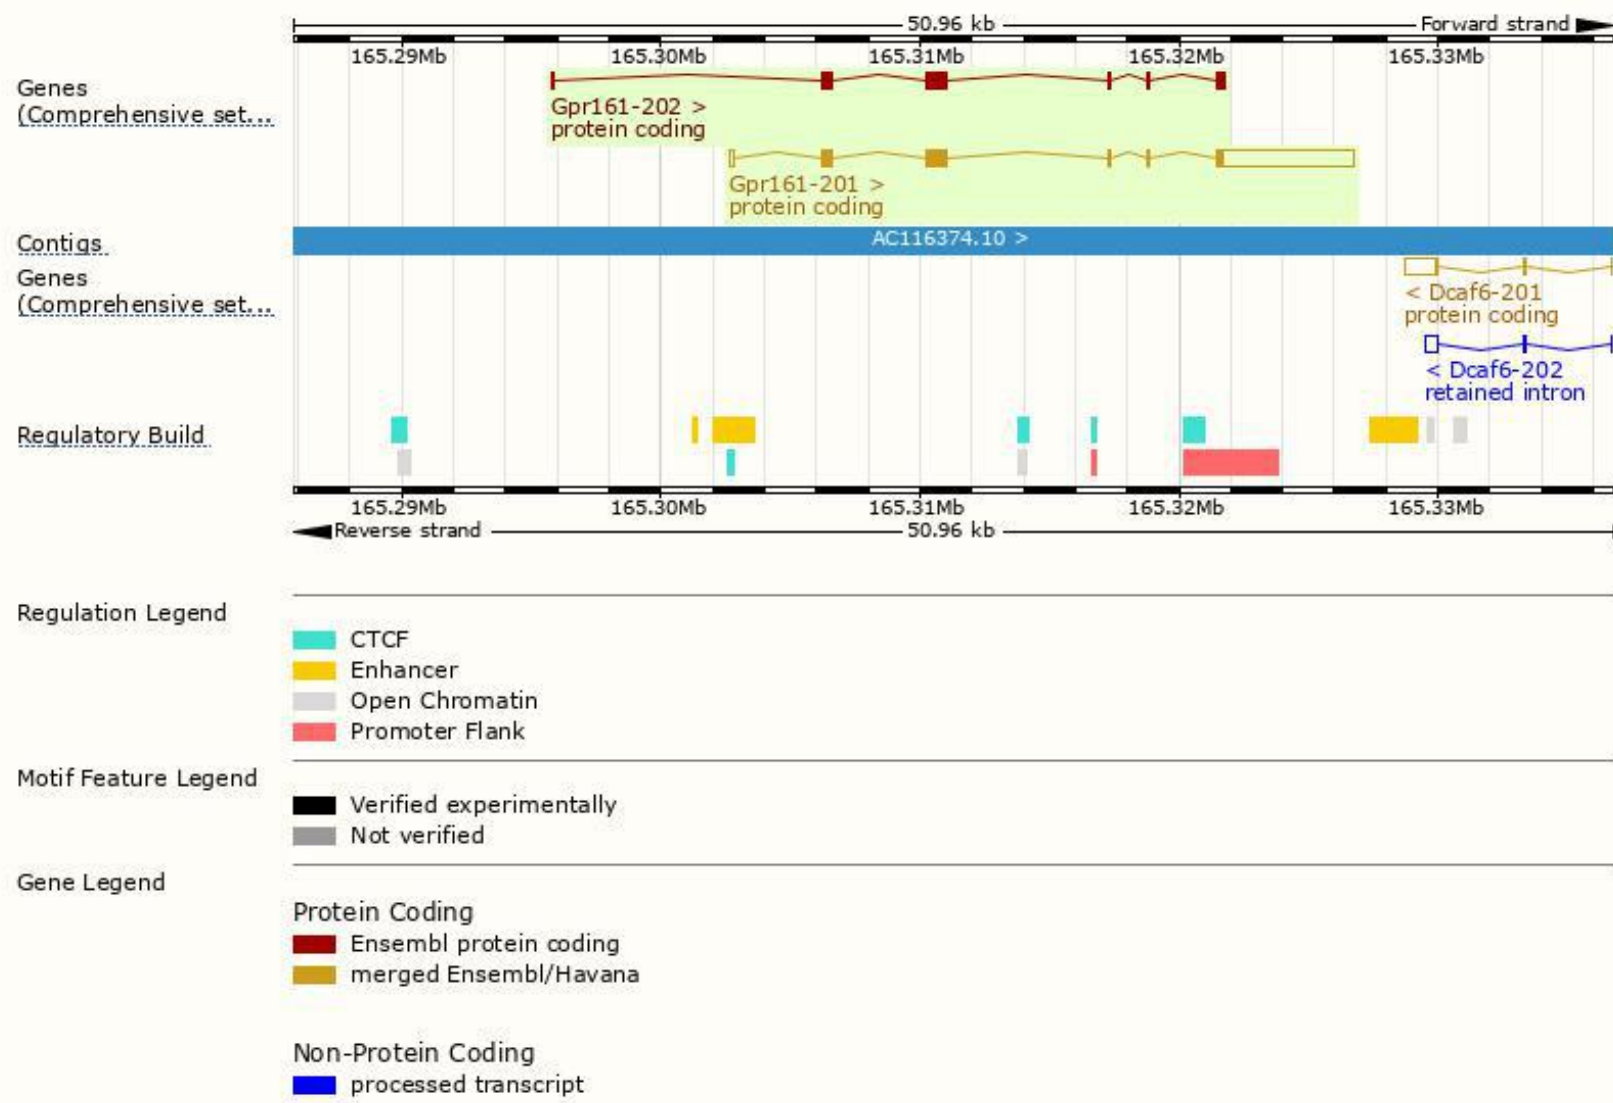 50.96 kb Forward strand
165.29Mb 165.30Mb 165.31Mb 165.32Mb 165.33Mb
Genes
(Comprehensive set...
Gpr161-202 >
protein coding
Gpr161-201 >
protein coding
Contigs
AC116374.10 >
Genes
(Comprehensive set...
< Dcaf6-201
protein coding
< Dcaf6-202
retained intron
Regulatory Build
165.29Mb 165.30Mb 165.31Mb 165.32Mb 165.33Mb
Reverse strand 50.96 kb
Regulation Legend
CTCF
Enhancer
Open Chromatin
Promoter Flank
Motif Feature Legend
Verified experimentally
Not verified
Gene Legend
Protein Coding
Ensembl protein coding
merged Ensembl/Havana
Non-Protein Coding
processed transcript